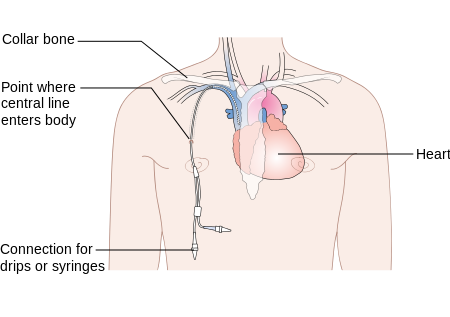 Collar bone
Point where
central line
enters body
Heart
Connection for
drips or syringes